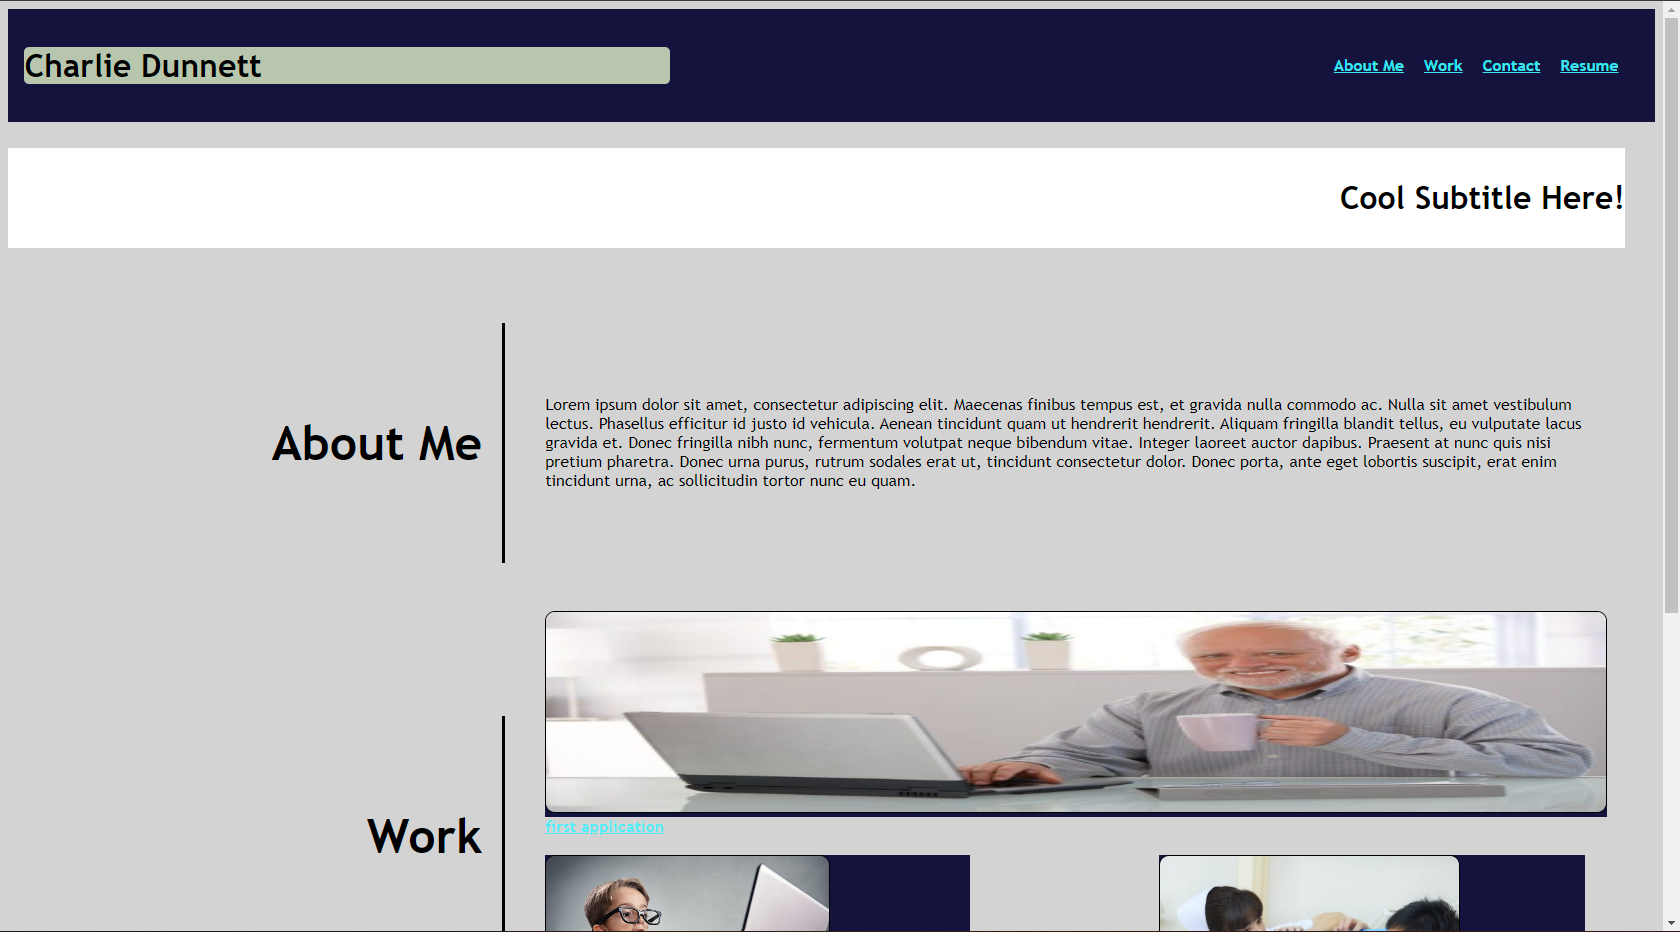 Charlie Dunnett
About Me Work Contact Resume
Cool Subtitle Here!
About Me
Lorem ipsum dolor sit amet, consectetur adipiscing elit. Maecenas finibus tempus est, et gravida nulla commodo ac. Nulla sit amet vestibulum
lectus. Phasellus efficitur id justo id vehicula. Aenean tincidunt quam ut hendrerit hendrerit. Aliquam fringilla blandit tellus, eu vulputate lacus
gravida et. Donec fringilla nibh nunc, fermentum volutpat neque bibendum vitae. Integer laoreet auctor dapibus. Praesent at nunc quis nisi
pretium pharetra. Donec urna purus, rutrum sodales erat ut, tincidunt consectetur dolor. Donec porta, ante eget lobortis suscipit, erat enim
tincidunt urna, ac sollicitudin tortor nunc eu quam.
Work
first application